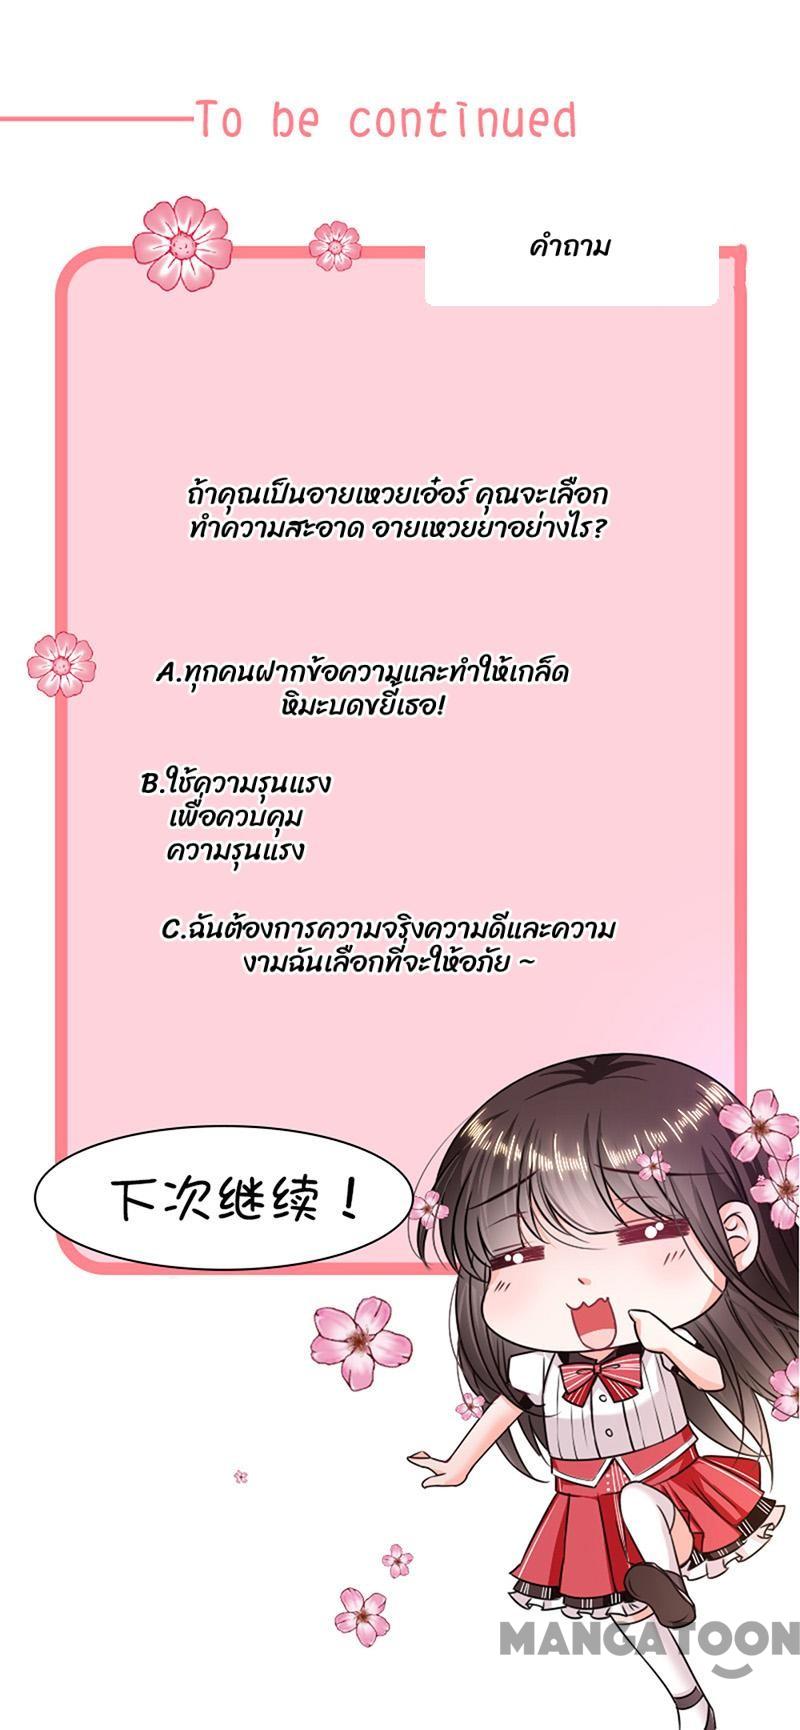 To be continued
คำถาม
ถ้าคุณเป็นอายเหวยเอ๋อร์ คุณจะเลือก
ทำความสะอาด อายเหวยยาอย่างไร?
A.ทุกคนฝากข้อความและทำให้เกล็ด
หิมะบดขยี้เธอ!
B.ใช้ความรุนแรง
เพื่อควบคุม
ความรุนแรง
C.ฉันต้องการความจริงความดีและความ
งามฉันเลือกที่จะให้อภัย ~
下次继续！
MANGATOON